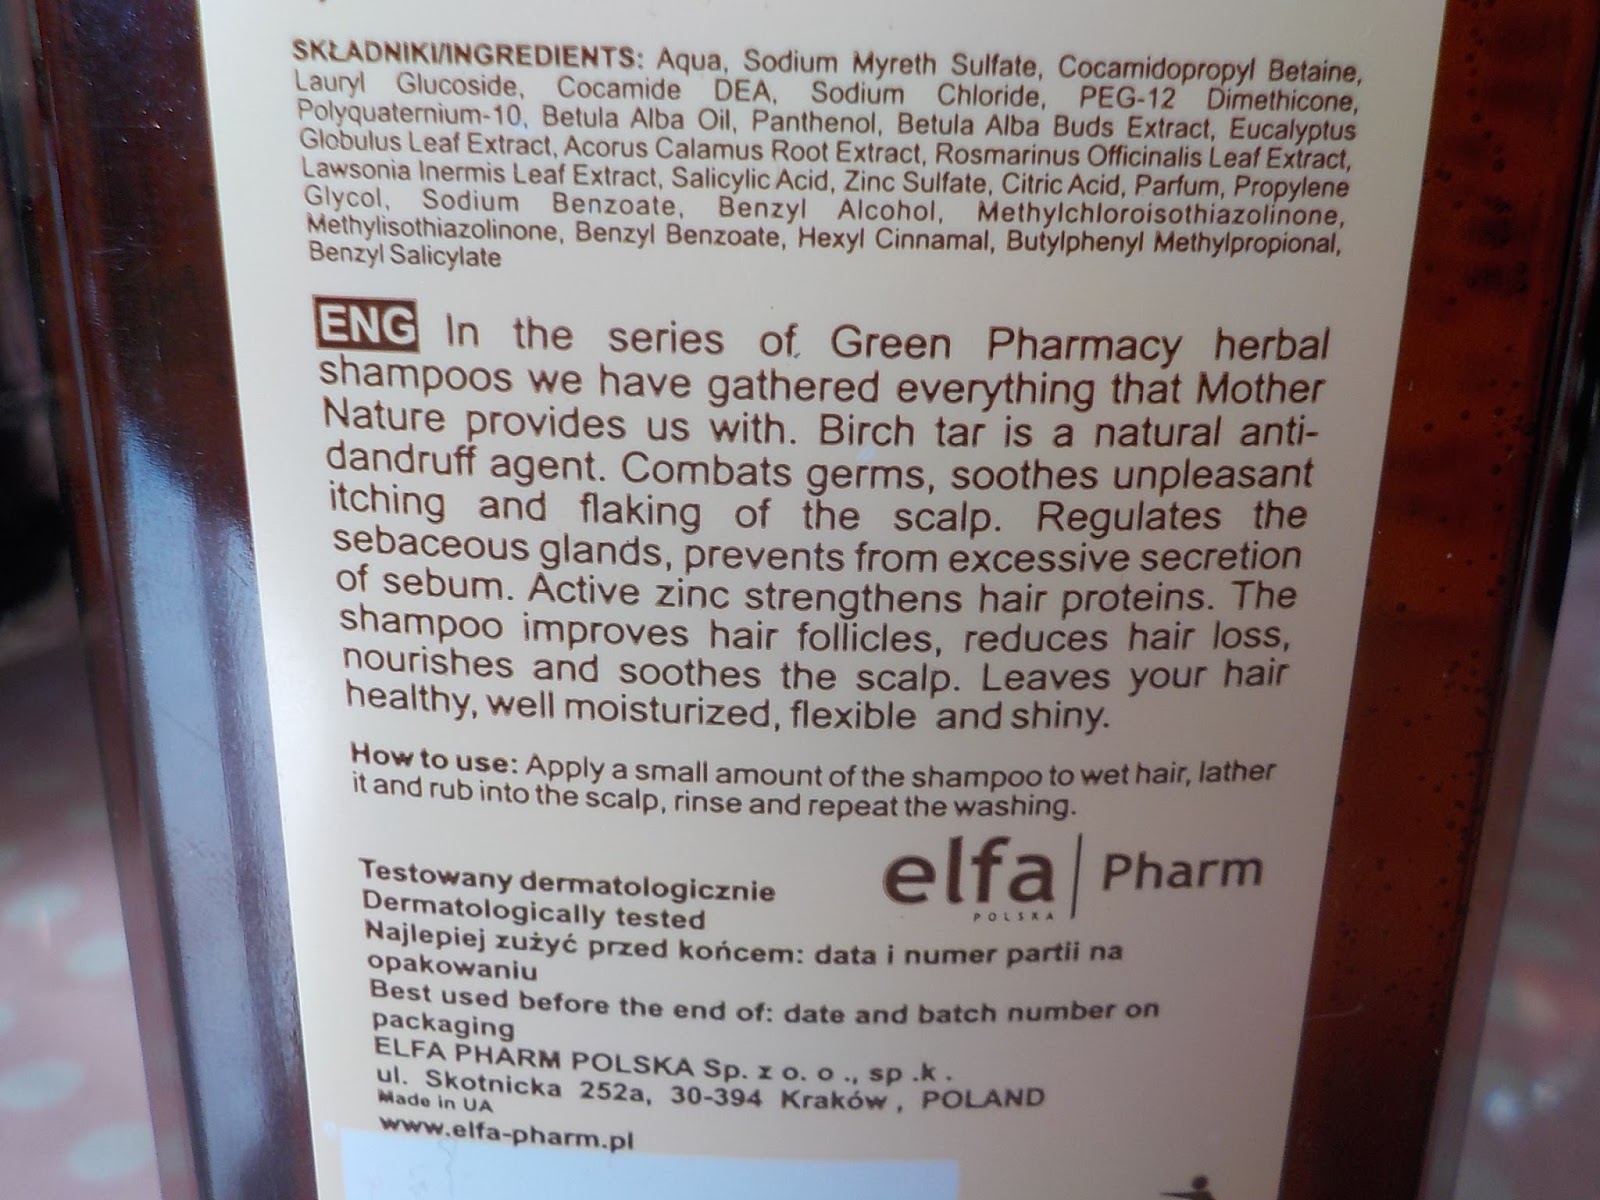 SKŁADNIKI/INGREDIENTS: Aqua, Sodium Myreth Sulfate, Cocamidopropyl Betaine,
Lauryl Glucoside, Cocamide DEA, Sodium Chloride, PEG-12 Dimethicone,
Polyquaternium-10, Betula Alba Oil, Panthenol, Betula Alba Buds Extract, Eucalyptus
Globulus Leaf Extract, Acorus Calamus Root Extract, Rosmarinus Officinalis Leaf Extract,
Lawsonia Inermis Leaf Extract, Salicylic Acid, Zinc Sulfate, Citric Acid, Parfum, Propylene
Glycol, Sodium Benzoate, Benzyl Alcohol, Methylchloroisothiazolinone,
Methylisothiazolinone, Benzyl Benzoate, Hexyl Cinnamal, Butylphenyl Methylpropional,
Benzyl Salicylate
ENG In the series of Green Pharmacy herbal
shampoos we have gathered everything that Mother
Nature provides us with. Birch tar is a natural anti-
dandruff agent. Combats germs, soothes unpleasant
itching and flaking of the scalp. Regulates the
sebaceous glands, prevents from excessive secretion
of sebum. Active zinc strengthens hair proteins. The
shampoo improves hair follicles, reduces hair loss,
nourishes and soothes the scalp. Leaves your hair
healthy, well moisturized, flexible and shiny.
How to use: Apply a small amount of the shampoo to wet hair, lather
it and rub into the scalp, rinse and repeat the washing.
elfa | Pharm
POLSKA
Testowany dermatologicznie
Dermatologically tested
Najlepiej zużyć przed końcem: data i numer partii na
opakowaniu
Best used before the end of: date and batch number on
packaging
ELFA PHARM POLSKA Sp. z o. o ., sp .k .
ul. Skotnicka 252a, 30-394 Kraków , POLAND
Made in UA
www.elfa-pharm.pl